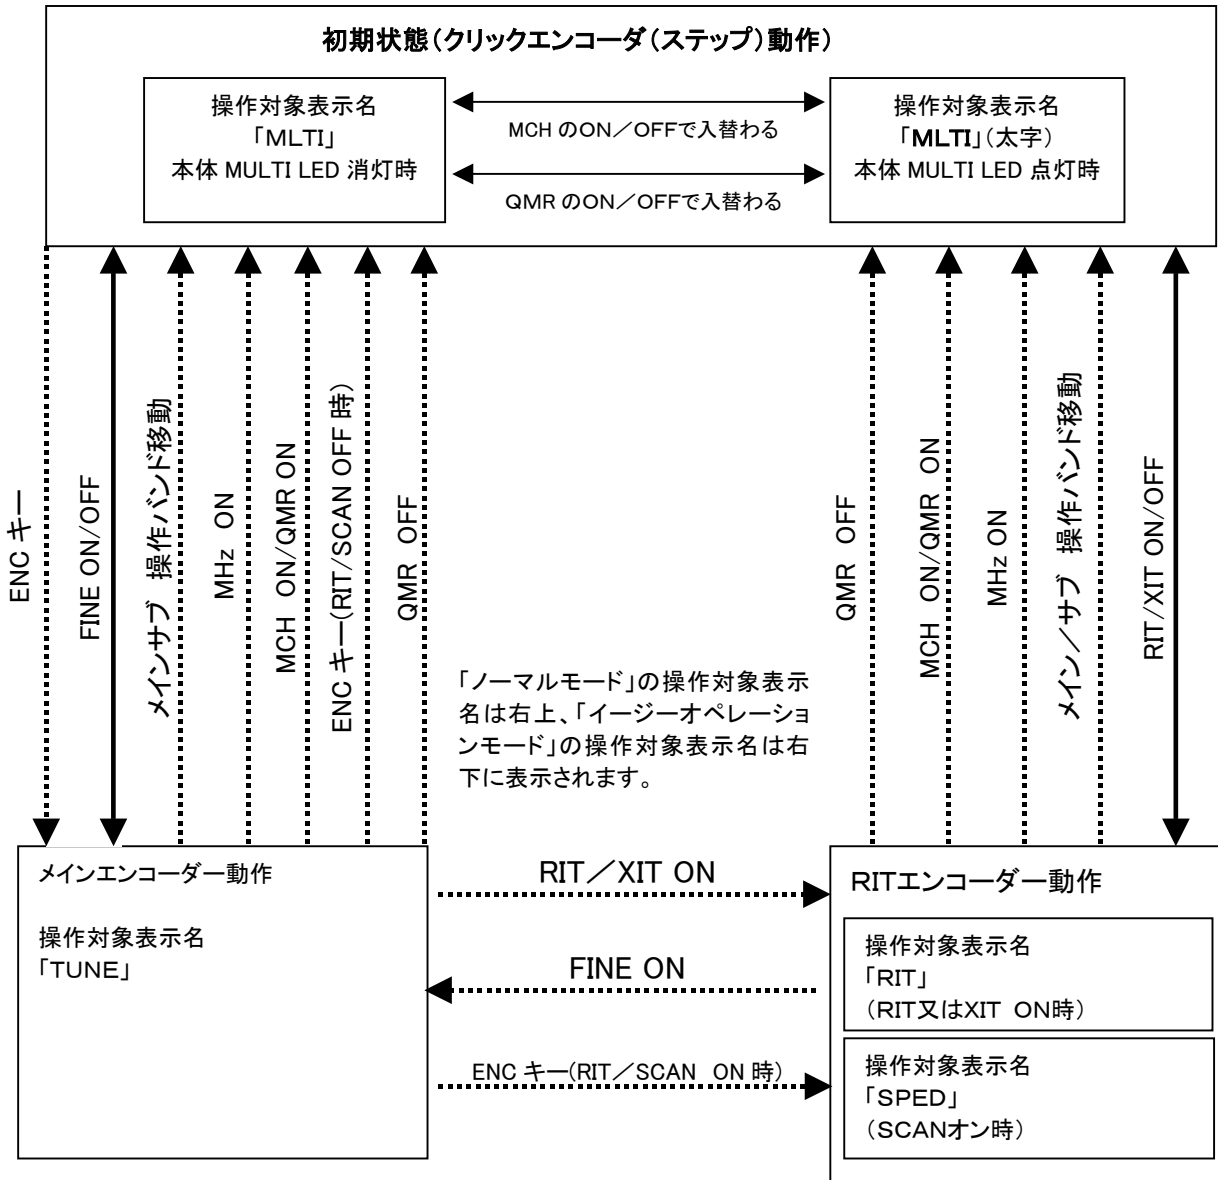 初期状態(クリックエンコーダ(ステップ)動作)
操作対象表示名
「MLTI」
本体 MULTI LED 消灯時
MCH のON/OFFで入替わる
QMR のON/OFFで入替わる
操作対象表示名
「MLTI」(太字)
本体 MULTI LED 点灯時
ENC キー
FINE ON/OFF
メインサブ 操作バンド移動
MHz ON
MCH ON/QMR ON
ENC キー(RIT/SCAN OFF 時)
QMR OFF
QMR OFF
MCH ON/QMR ON
MHz ON
メイン/サブ 操作バンド移動
RIT/XIT ON/OFF
「ノーマルモード」の操作対象表示
名は右上、「イージーオペレーショ
ンモード」の操作対象表示名は右
下に表示されます。
メインエンコーダー動作
操作対象表示名
「TUNE」
RIT/XIT ON
FINE ON
ENC キー(RIT/SCAN ON 時)
RITエンコーダー動作
操作対象表示名
「RIT」
(RIT又はXIT ON時)
操作対象表示名
「SPED」
(SCANオン時)